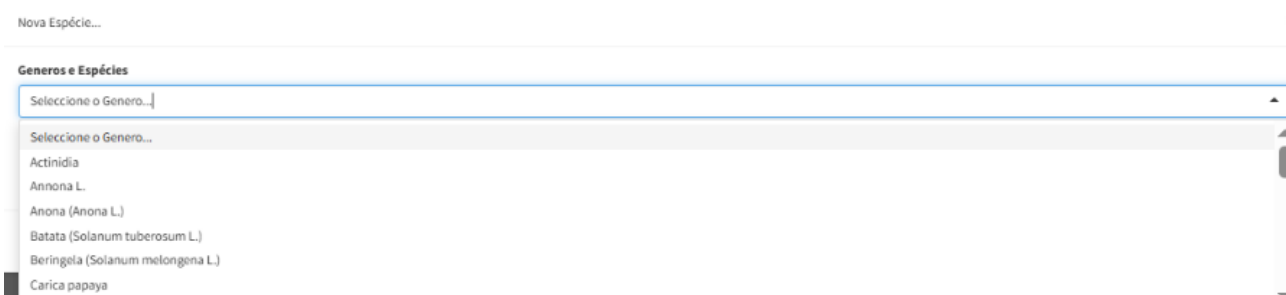 Nova Espécie...
Generos e Espécies
Seleccione o Genero...
Seleccione o Genero...
Actinidia
Annona L.
Anona (Anona L.)
Batata (Solanum tuberosum L.)
Beringela (Solanum melongena L.)
Carica papaya